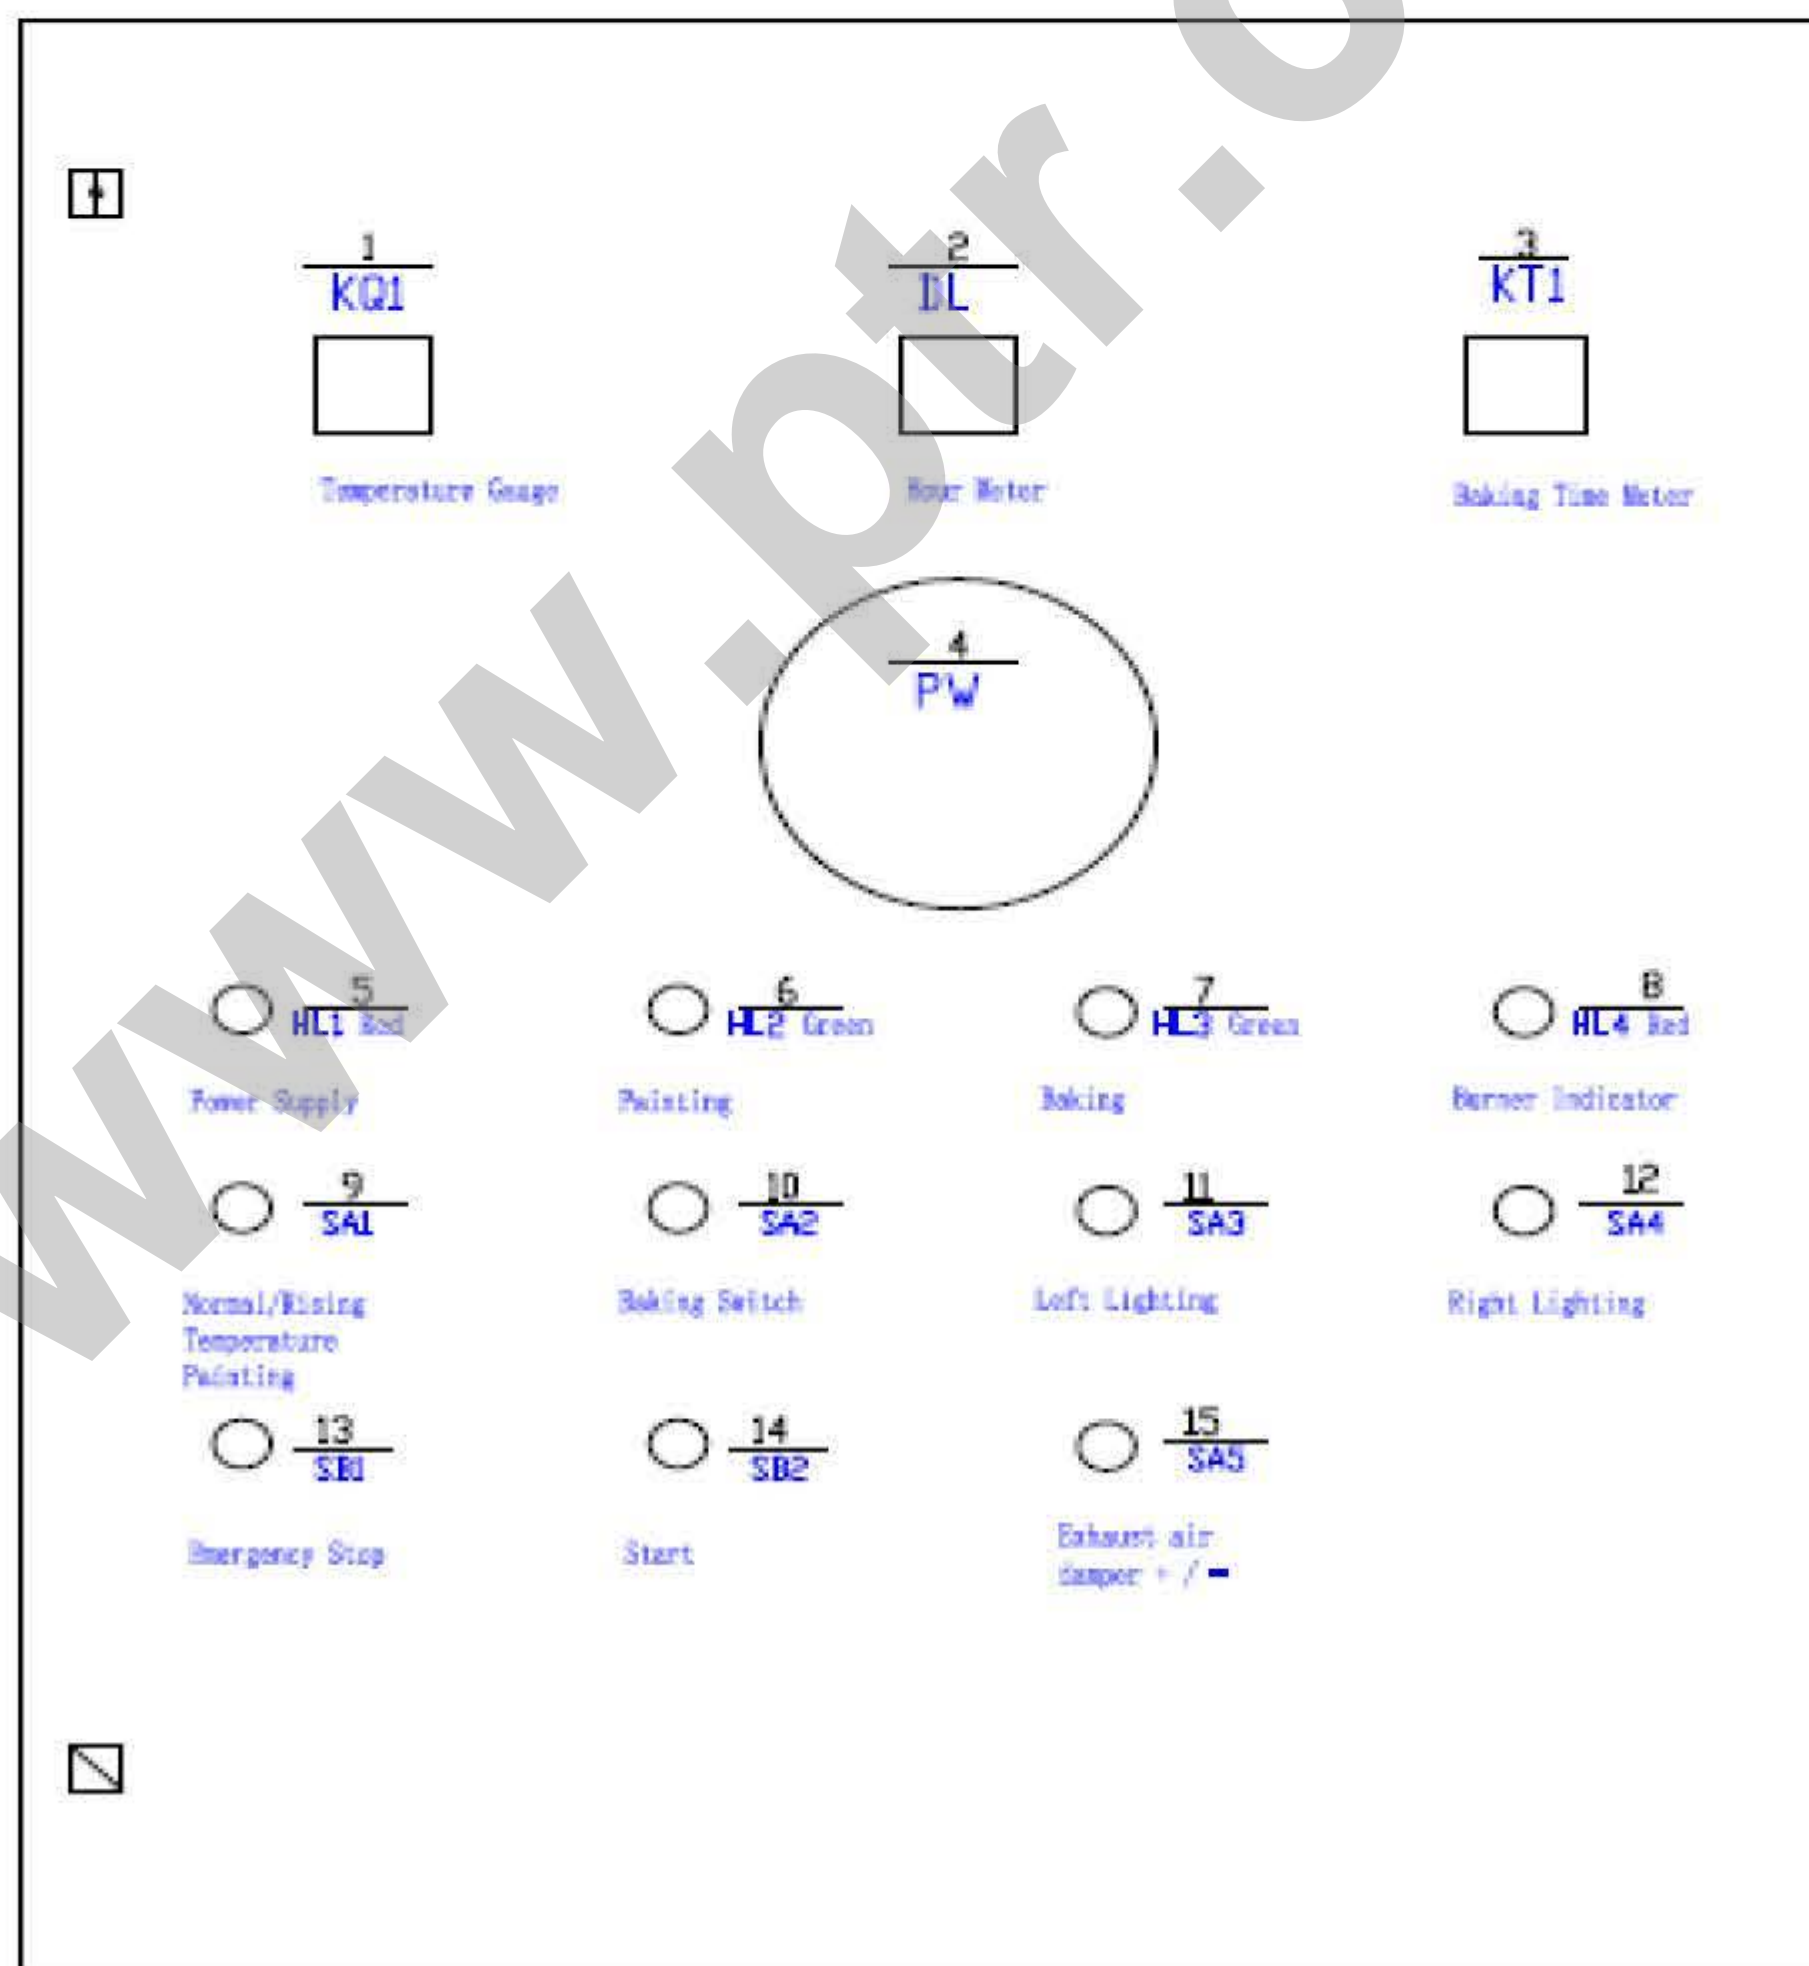 1
KQ1
2
DL
3
KT1
Temperature Gauge
Hour Meter
Baking Time Meter
4
PW
5
HL1 Red
6
HL2 Green
7
HL3 Green
8
HL4 Red
Power Supply
Painting
Baking
Burner Indicator
9
SA1
10
SA2
11
SA3
12
SA4
Normal/Rising
Temperature
Painting
Baking Switch
Left Lighting
Right Lighting
13
SB1
14
SB2
15
SA5
Emergency Stop
Start
Exhaust air
damper + / -
www.ptr.